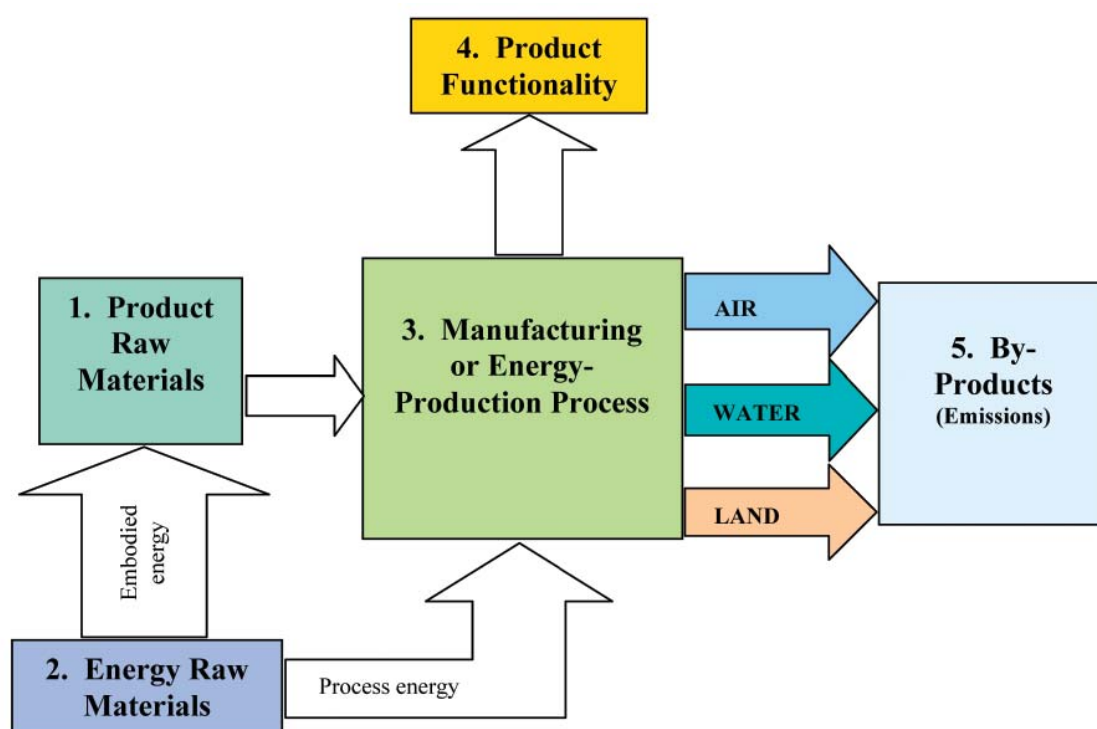 4. Product
Functionality
1. Product
Raw
Materials
3. Manufacturing
or Energy-
Production Process
AIR
WATER
LAND
5. By-
Products
(Emissions)
Embodied
energy
2. Energy Raw
Materials
Process energy